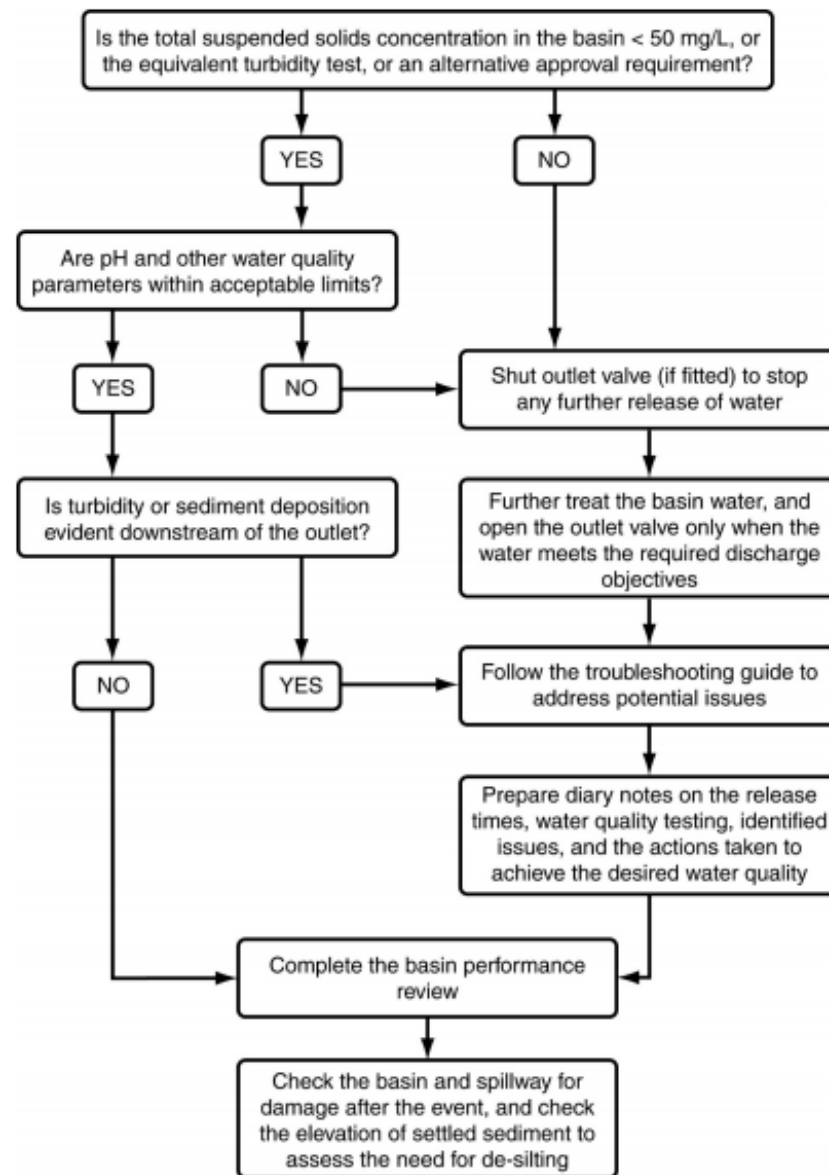 Is the total suspended solids concentration in the basin < 50 mg/L, or
the equivalent turbidity test, or an alternative approval requirement?
YES
NO
Are pH and other water quality
parameters within acceptable limits?
YES
NO
Shut outlet valve (if fitted) to stop
any further release of water
Is turbidity or sediment deposition
evident downstream of the outlet?
Further treat the basin water, and
open the outlet valve only when the
water meets the required discharge
objectives
NO
YES
Follow the troubleshooting guide to
address potential issues
Prepare diary notes on the release
times, water quality testing, identified
issues, and the actions taken to
achieve the desired water quality
Complete the basin performance
review
Check the basin and spillway for
damage after the event, and check
the elevation of settled sediment to
assess the need for de-silting